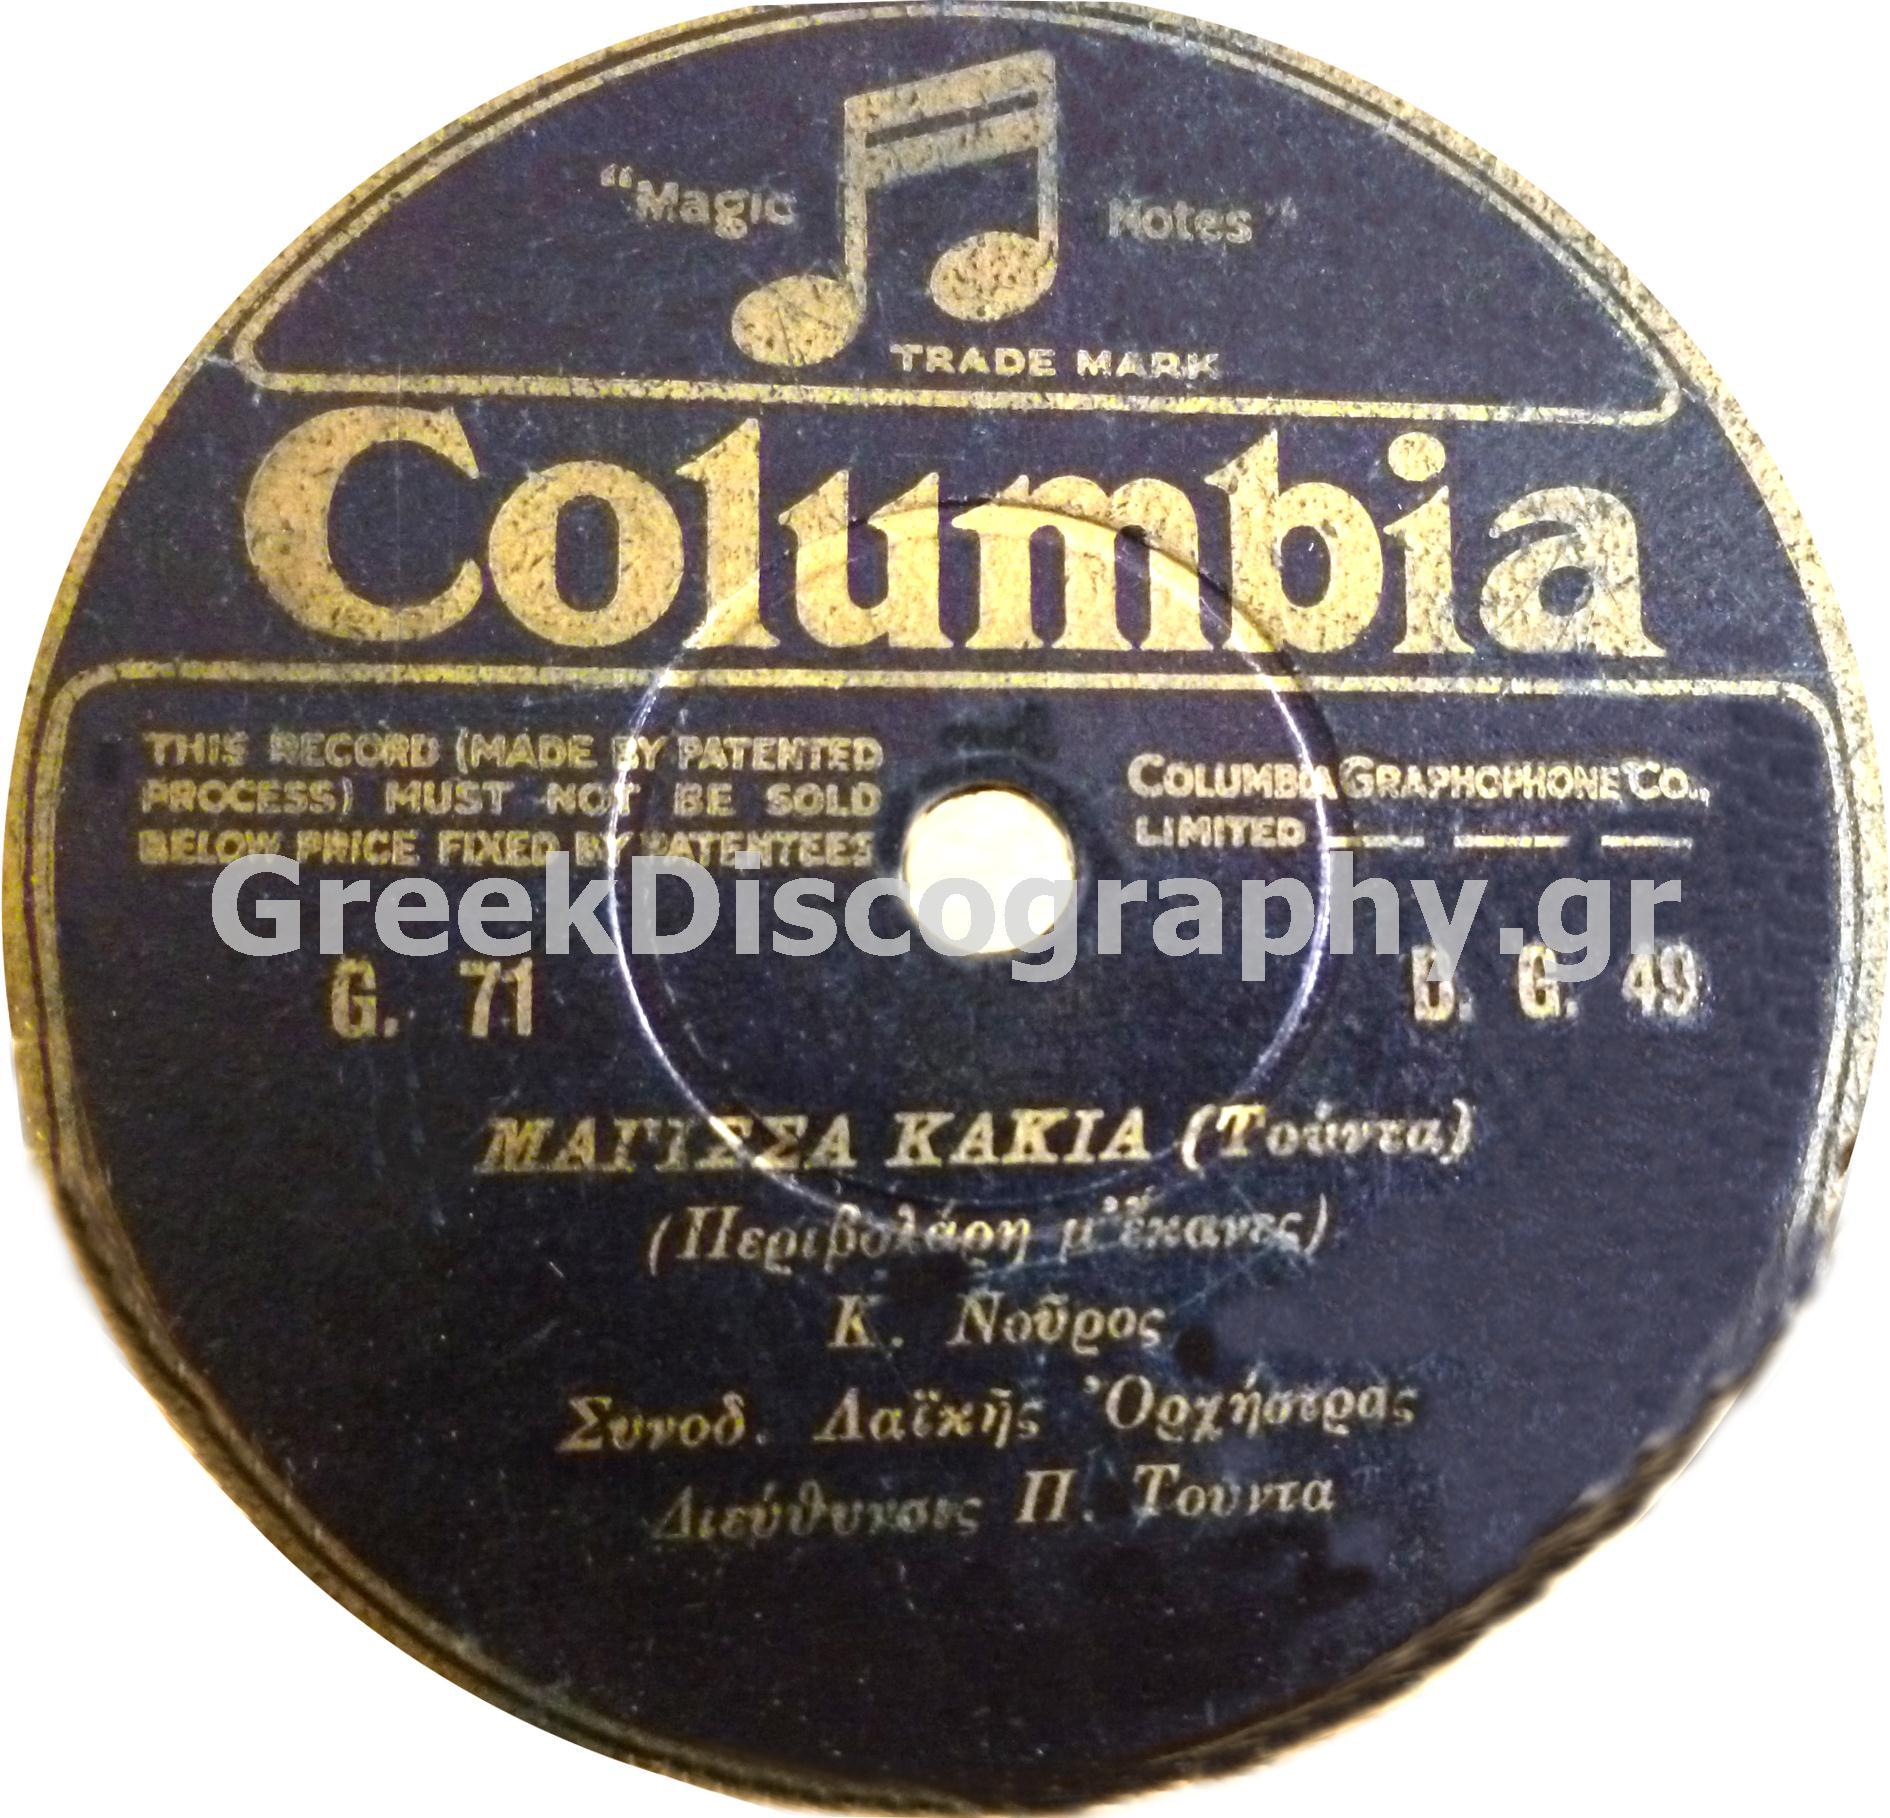 "Magic Notes"
TRADE MARK
Columbia
THIS RECORD (MADE BY PATENTED
PROCESS) MUST NOT BE SOLD
BELOW PRICE FIXED BY PATENTEES
COLUMBIA GRAPHOPHONE CO.,
LIMITED
GreekDiscography.gr
G. 71
D. G. 49
ΜΑΓΙΣΣΑ ΚΑΚΙΑ (Τούντα)
(Περιβολάρη μ' ἔκανες)
Κ. Νοῦρος
Συνοδ. Λαϊκῆς Ὀρχήστρας
Διεύθυνσις Π. Τουντα